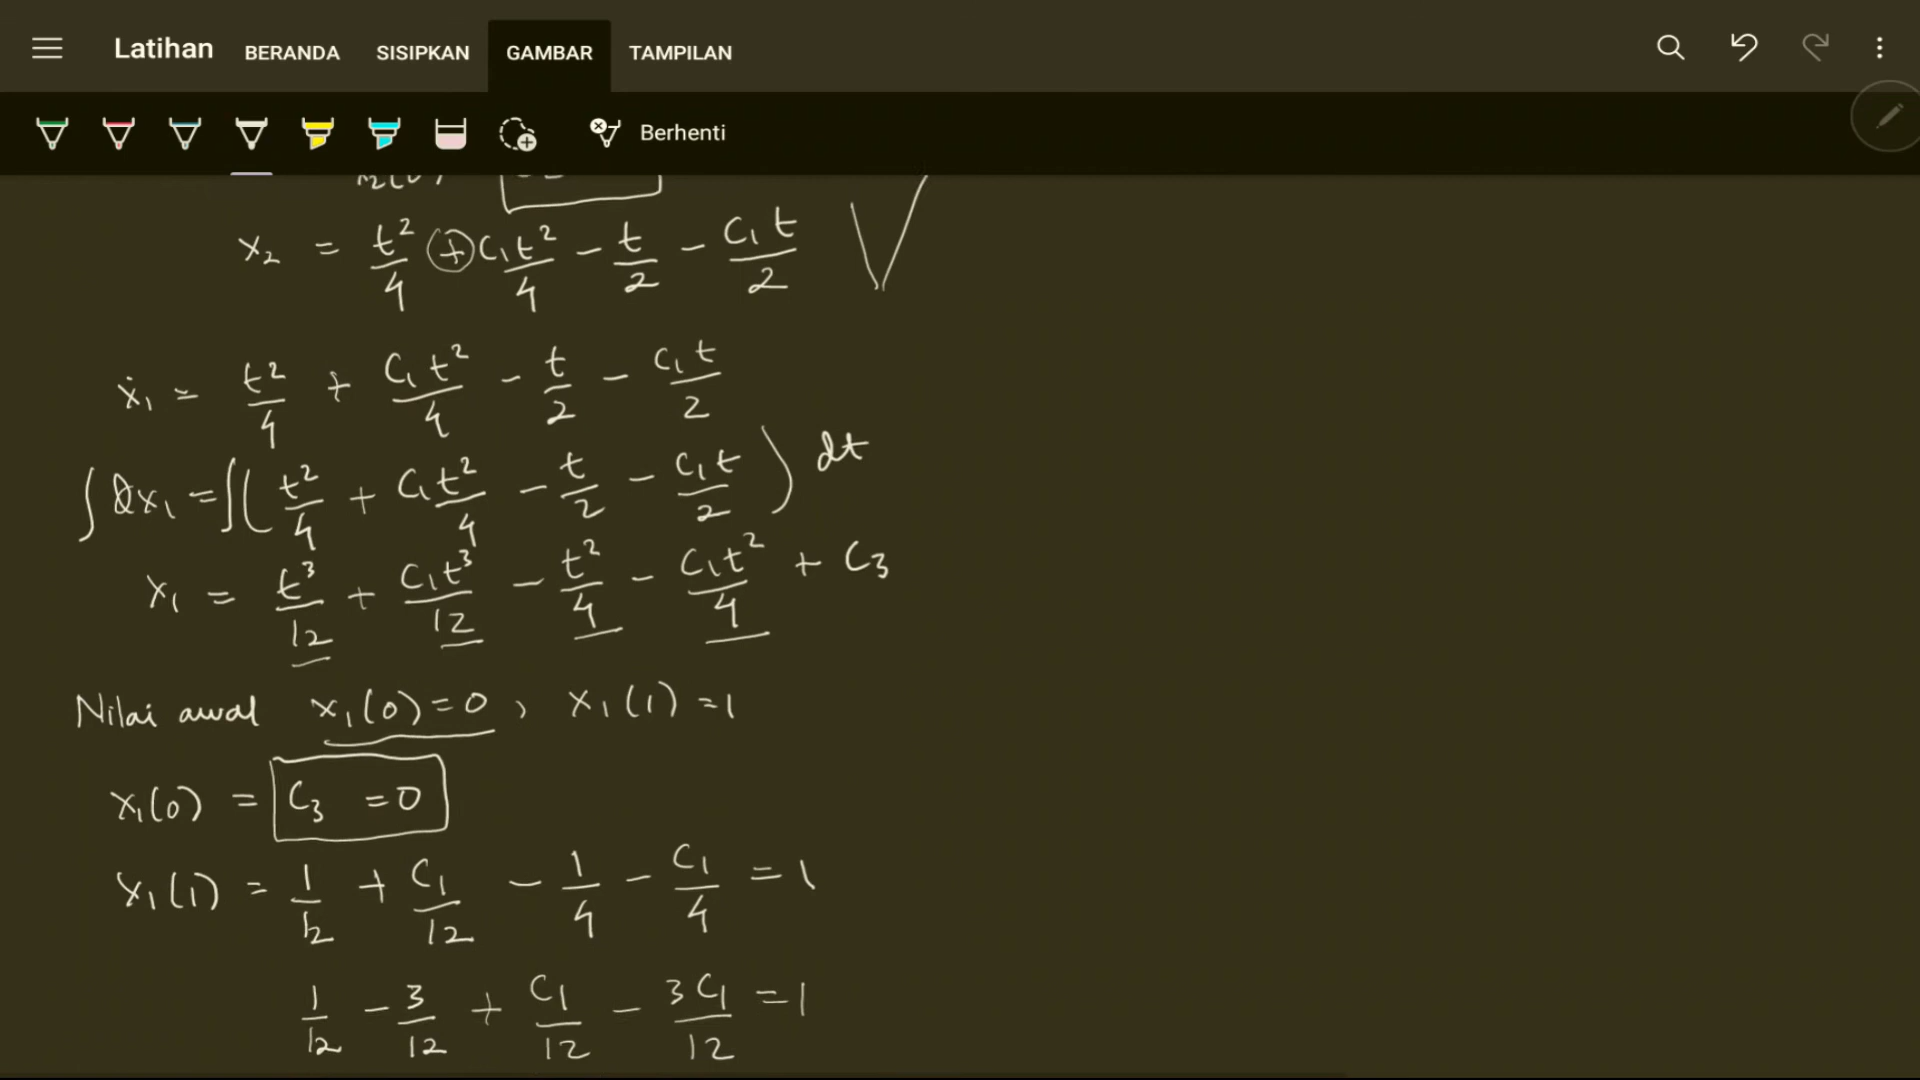 Latihan BERANDA SISIPKAN GAMBAR TAMPILAN
Berhenti
x₂ = t²/4 + C₁t²/4 - t/2 - C₁t/2
ẋ₁ = t²/4 + C₁t²/4 - t/2 - C₁t/2
∫dx₁ = ∫(t²/4 + C₁t²/4 - t/2 - C₁t/2) dt
x₁ = t³/12 + C₁t³/12 - t²/4 - C₁t²/4 + C₃
Nilai awal x₁(0) = 0, x₁(1) = 1
x₁(0) = C₃ = 0
x₁(1) = 1/12 + C₁/12 - 1/4 - C₁/4 = 1
1/12 - 3/12 + C₁/12 - 3C₁/12 = 1